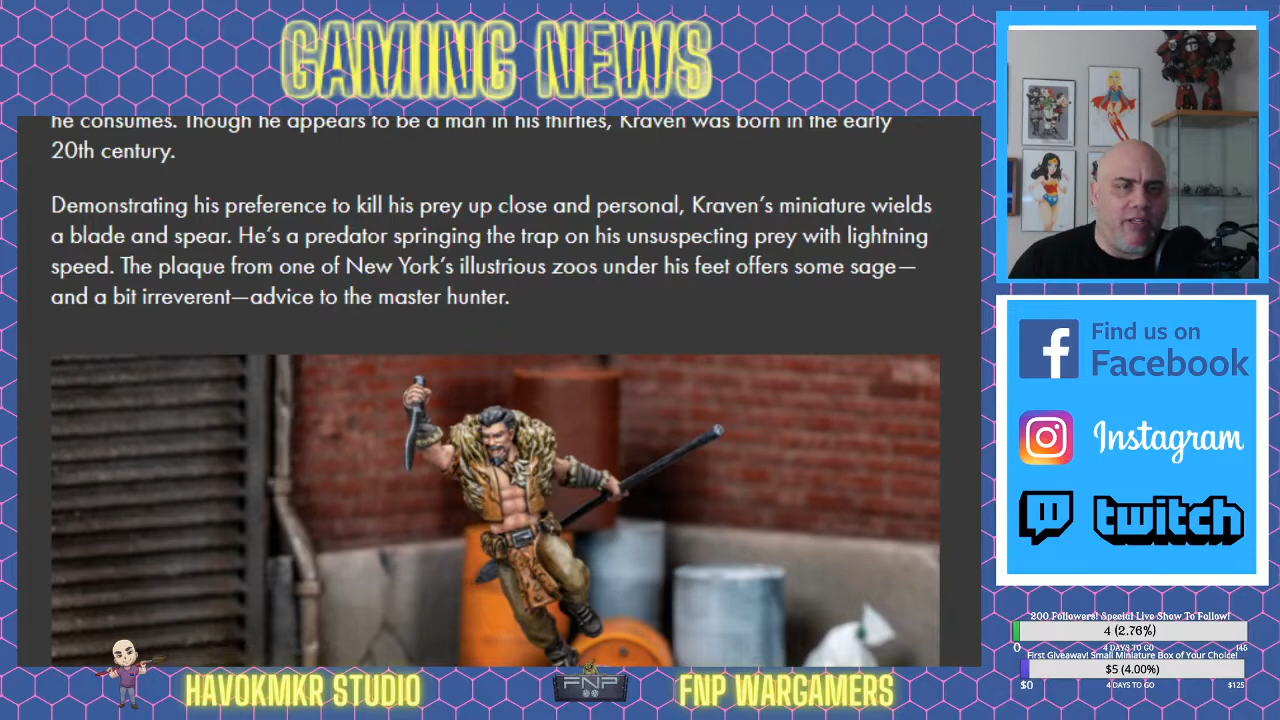 GAMING NEWS
he consumes. Though he appears to be a man in his thirties, Kraven was born in the early
20th century.
Demonstrating his preference to kill his prey up close and personal, Kraven's miniature wields
a blade and spear. He's a predator springing the trap on his unsuspecting prey with lightning
speed. The plaque from one of New York's illustrious zoos under his feet offers some sage—
and a bit irreverent—advice to the master hunter.
Find us on
Facebook
Instagram
twitch
200 Followers! Special Live Show To Follow!
4 (2.76%)
0 4 DAYS TO GO 145
First Giveaway! Small Miniature Box of Your Choice!
$5 (4.00%)
$0 4 DAYS TO GO $125
HAVOKMKR STUDIO
FNP
FNP WARGAMERS